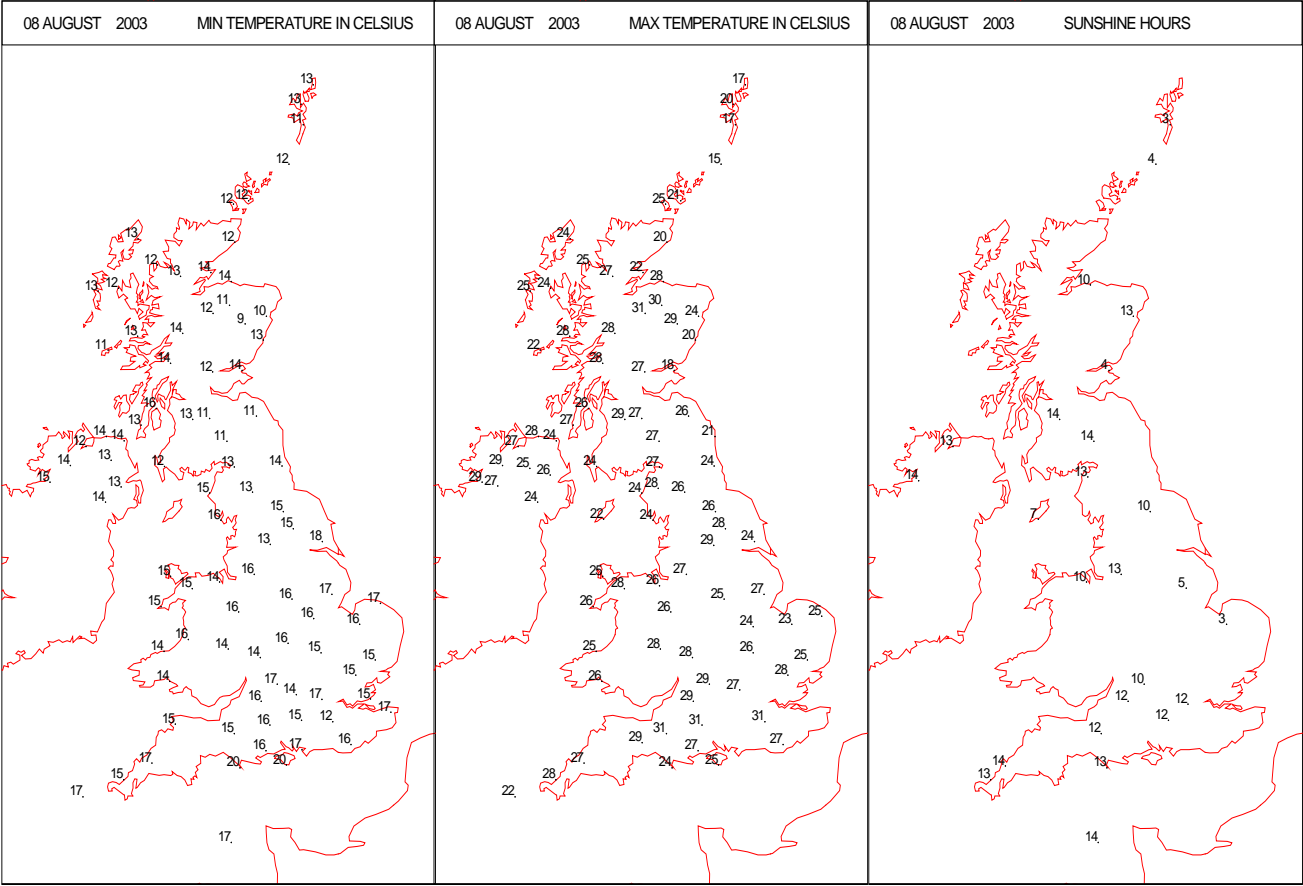 08 AUGUST 2003 MIN TEMPERATURE IN CELSIUS
13
13
11
12
12 12
13 12
12 13 14 14
13 12
11 12 10
9
13 14 13
11 14 12 14
16
13 13 11 11
14 12 14 11
14 13 12 13 14
15 13 15 13
14 16 15
15 13 18
15 15 14 16
15 16 16 17 17
16 16
16 14 14 16 15
14 15
14 17 15
16 14 17 15 17
15 15 16 15 12
17 16 17 16
15 20 20
17
17
08 AUGUST 2003 MAX TEMPERATURE IN CELSIUS
17
20
17
15
25 21
24 20
25 27 22 28
25 24
31 30 24
29
22 28 28 20
28 27 18
26
27 29 27 26
27 28 24 27 21
29 25 26 24 27 24
29 27 24 28 26
24 22 24 26
28 29 24
25 28 26 27
26 26 25 27 25
24 23
25 28 28 26 25
26 29 27 28
29
29 31 31 31
27 27 27
28 24 25
22
08 AUGUST 2003 SUNSHINE HOURS
3
4
10
13
4
14
13 14
14 13
7 10
10 13 5
3
10
12 12
12 12
14 13
13
14